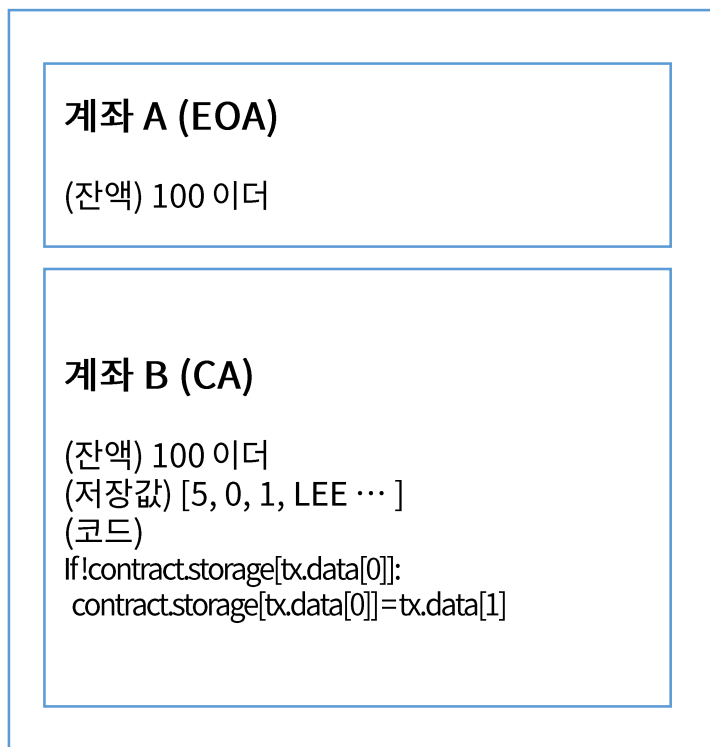 계좌 A (EOA)
(잔액) 100 이더
계좌 B (CA)
(잔액) 100 이더
(저장값) [5, 0, 1, LEE ⋯ ]
(코드)
If !contract.storage[tx.data[0]]:
contract.storage[tx.data[0]] = tx.data[1]